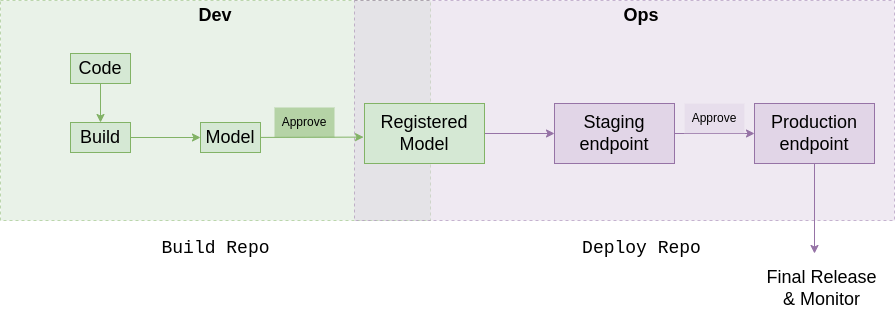 Dev
Ops
Code
Build
Model
Approve
Registered
Model
Staging
endpoint
Approve
Production
endpoint
Build Repo
Deploy Repo
Final Release
& Monitor